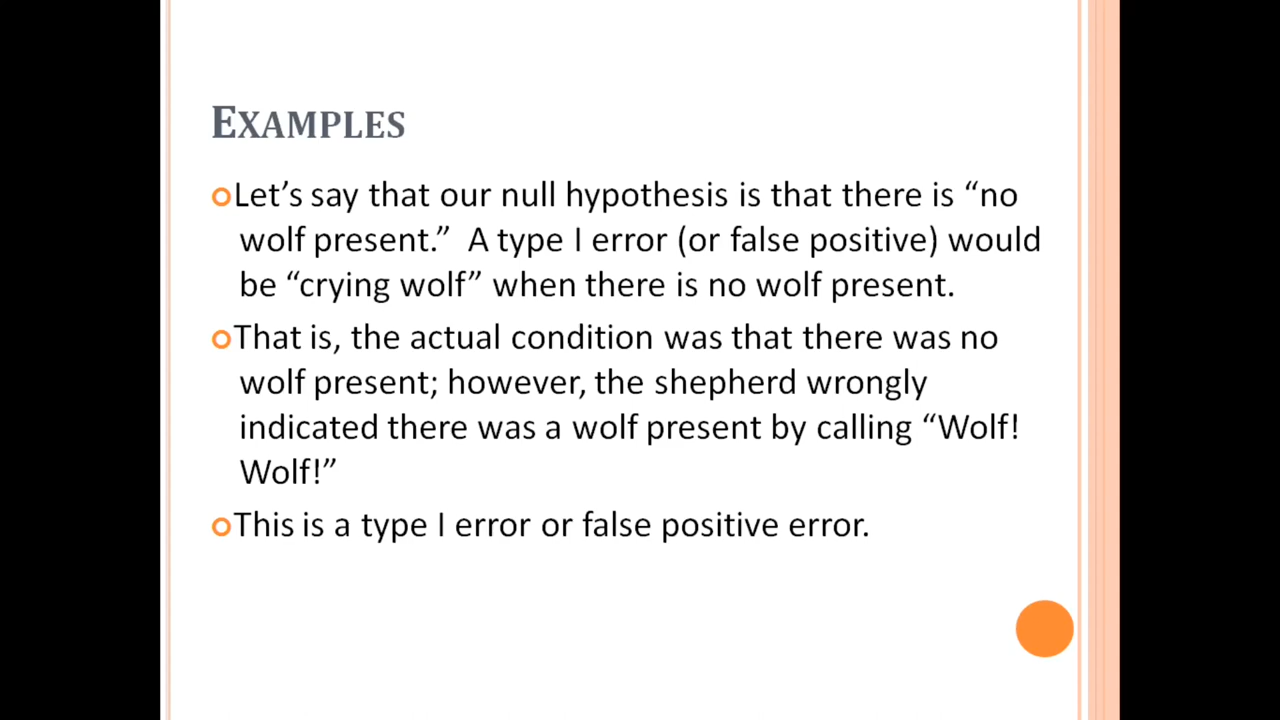 EXAMPLES
Let’s say that our null hypothesis is that there is “no
wolf present.”  A type I error (or false positive) would
be “crying wolf” when there is no wolf present.
That is, the actual condition was that there was no
wolf present; however, the shepherd wrongly
indicated there was a wolf present by calling “Wolf!
Wolf!”
This is a type I error or false positive error.